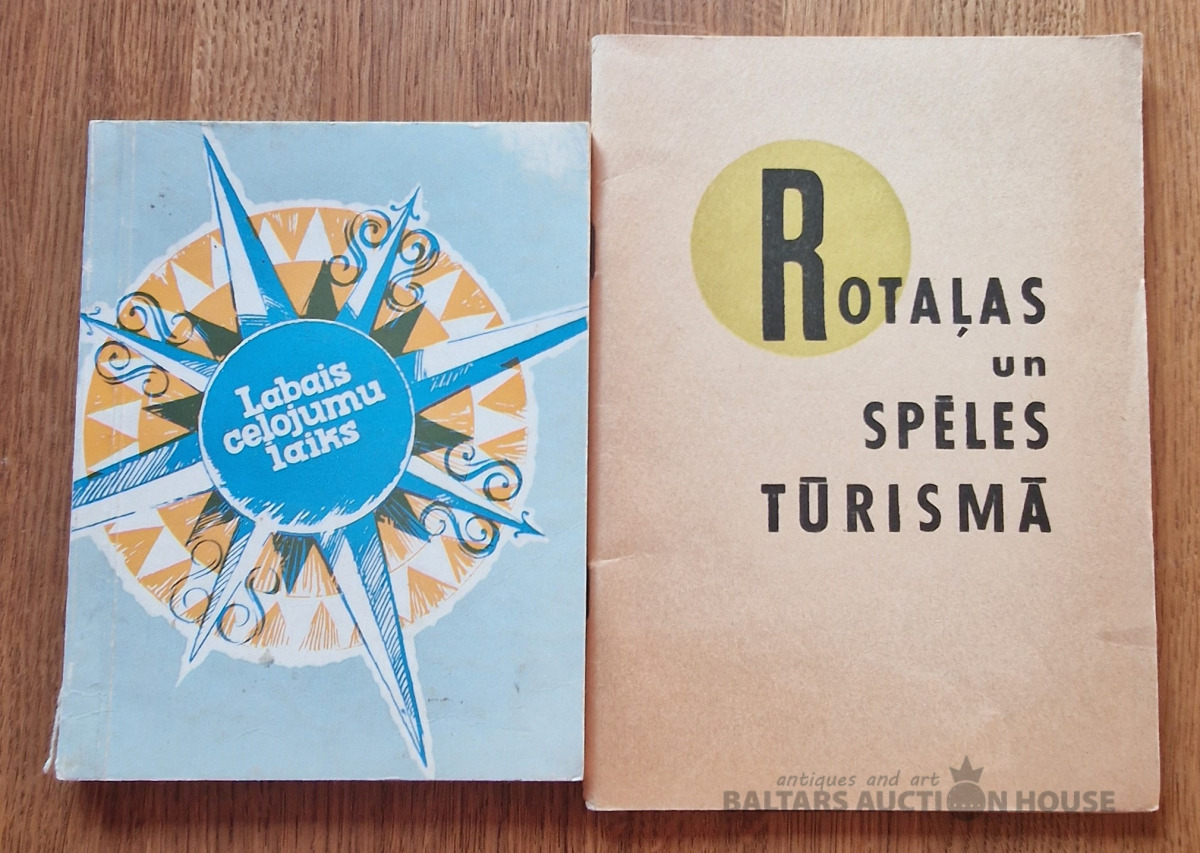 Labais
ceļojumu
laiks
ROTAĻAS
un
SPĒLES
TŪRISMĀ
antiques and art
BALTARS AUCTION HOUSE